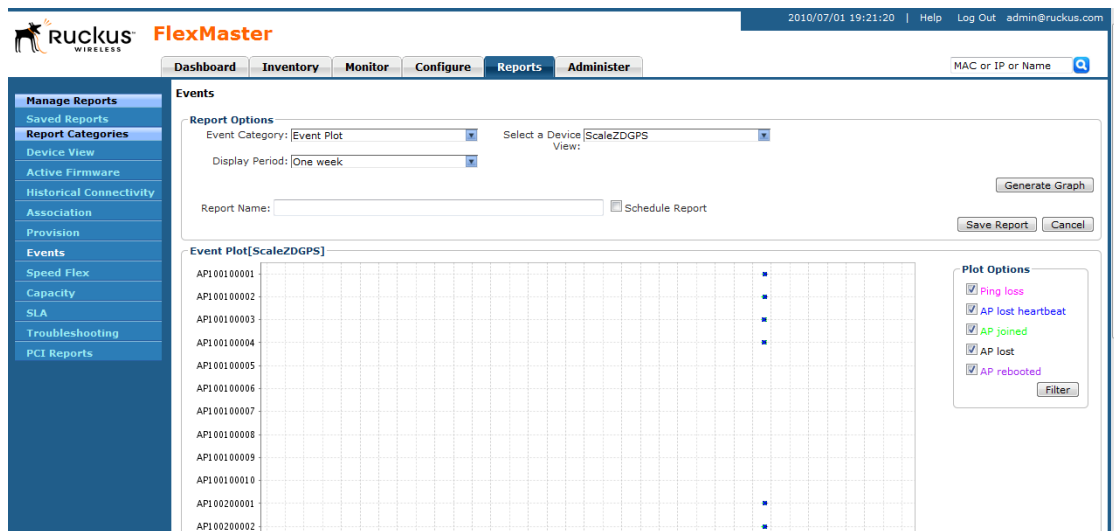 2010/07/01 19:21:20 | Help Log Out admin@ruckus.com
Ruckus WIRELESS FlexMaster
Dashboard Inventory Monitor Configure Reports Administer MAC or IP or Name
Manage Reports
Saved Reports
Report Categories
Device View
Active Firmware
Historical Connectivity
Association
Provision
Events
Speed Flex
Capacity
SLA
Troubleshooting
PCI Reports
Events
Report Options
Event Category: Event Plot Select a Device View: ScaleZDGPS
Display Period: One week
Generate Graph
Report Name: Schedule Report
Save Report Cancel
Event Plot[ScaleZDGPS]
AP100100001
AP100100002
AP100100003
AP100100004
AP100100005
AP100100006
AP100100007
AP100100008
AP100100009
AP100100010
AP100200001
AP100200002
Plot Options
Ping loss
AP lost heartbeat
AP joined
AP lost
AP rebooted
Filter